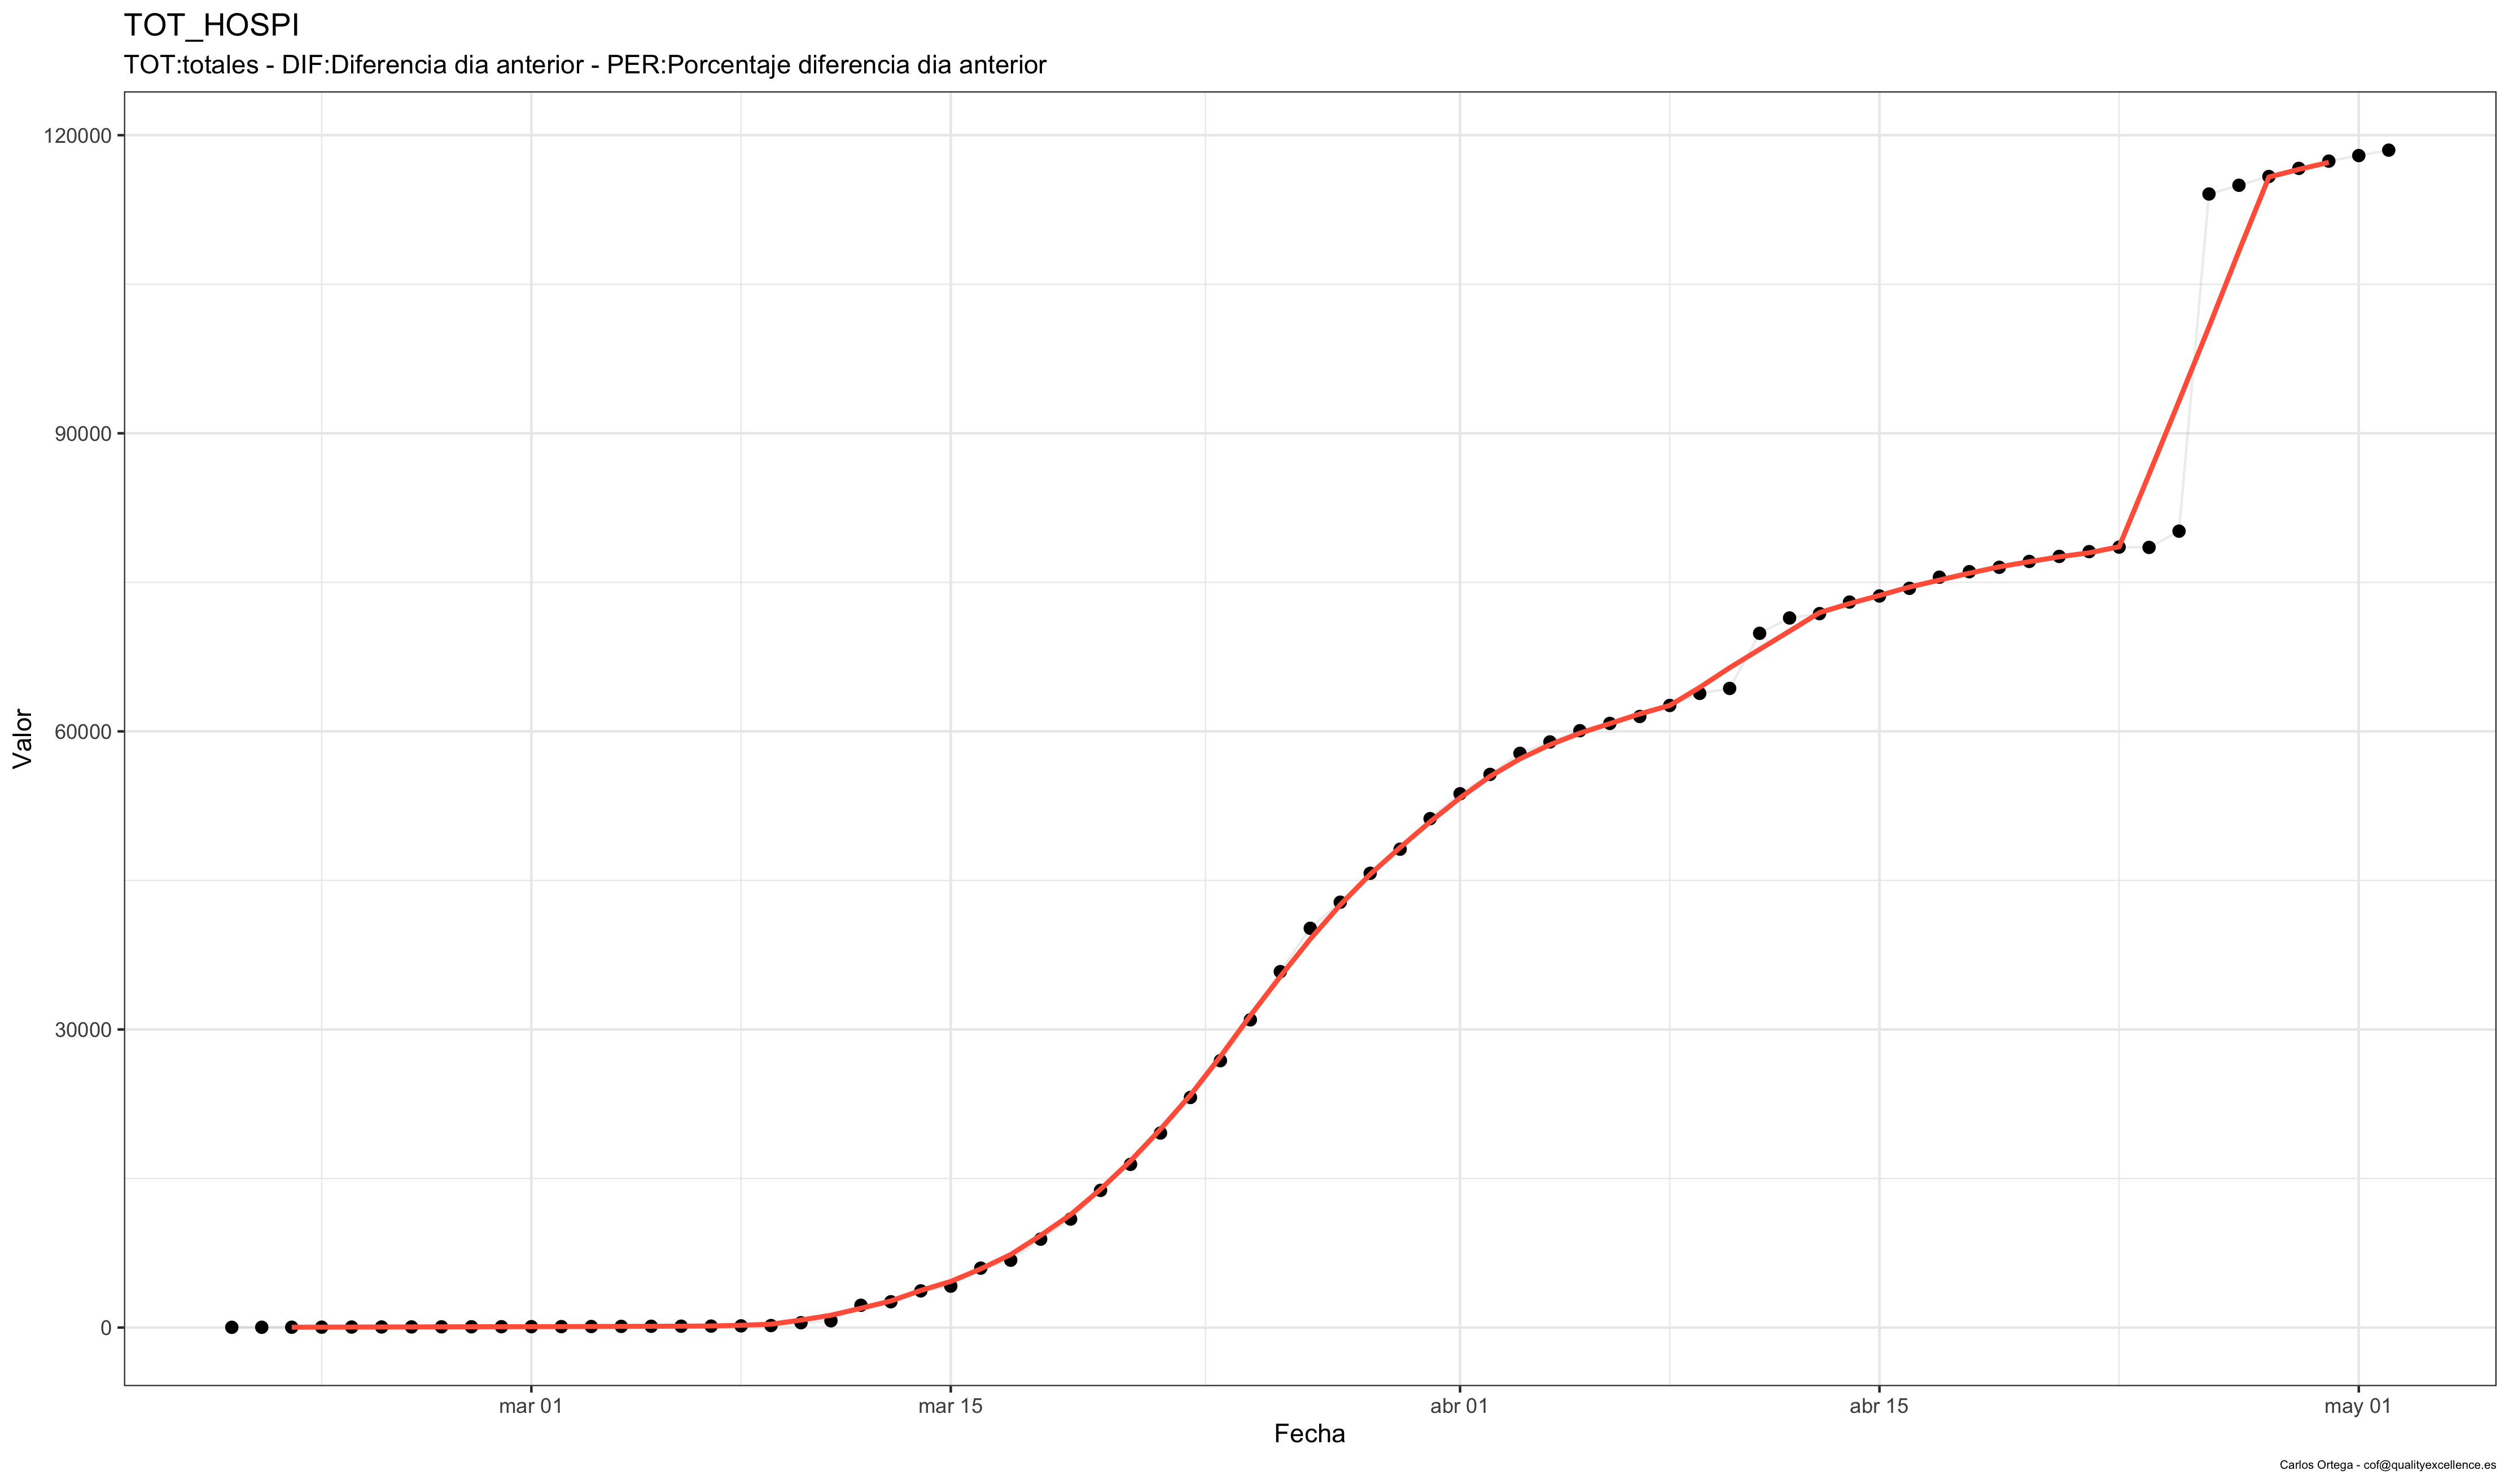 TOT_HOSPI
TOT:totales - DIF:Diferencia dia anterior - PER:Porcentaje diferencia dia anterior
120000
90000
60000
30000
0
Valor
mar 01
mar 15
abr 01
abr 15
may 01
Fecha
Carlos Ortega - cof@qualityexcellence.es